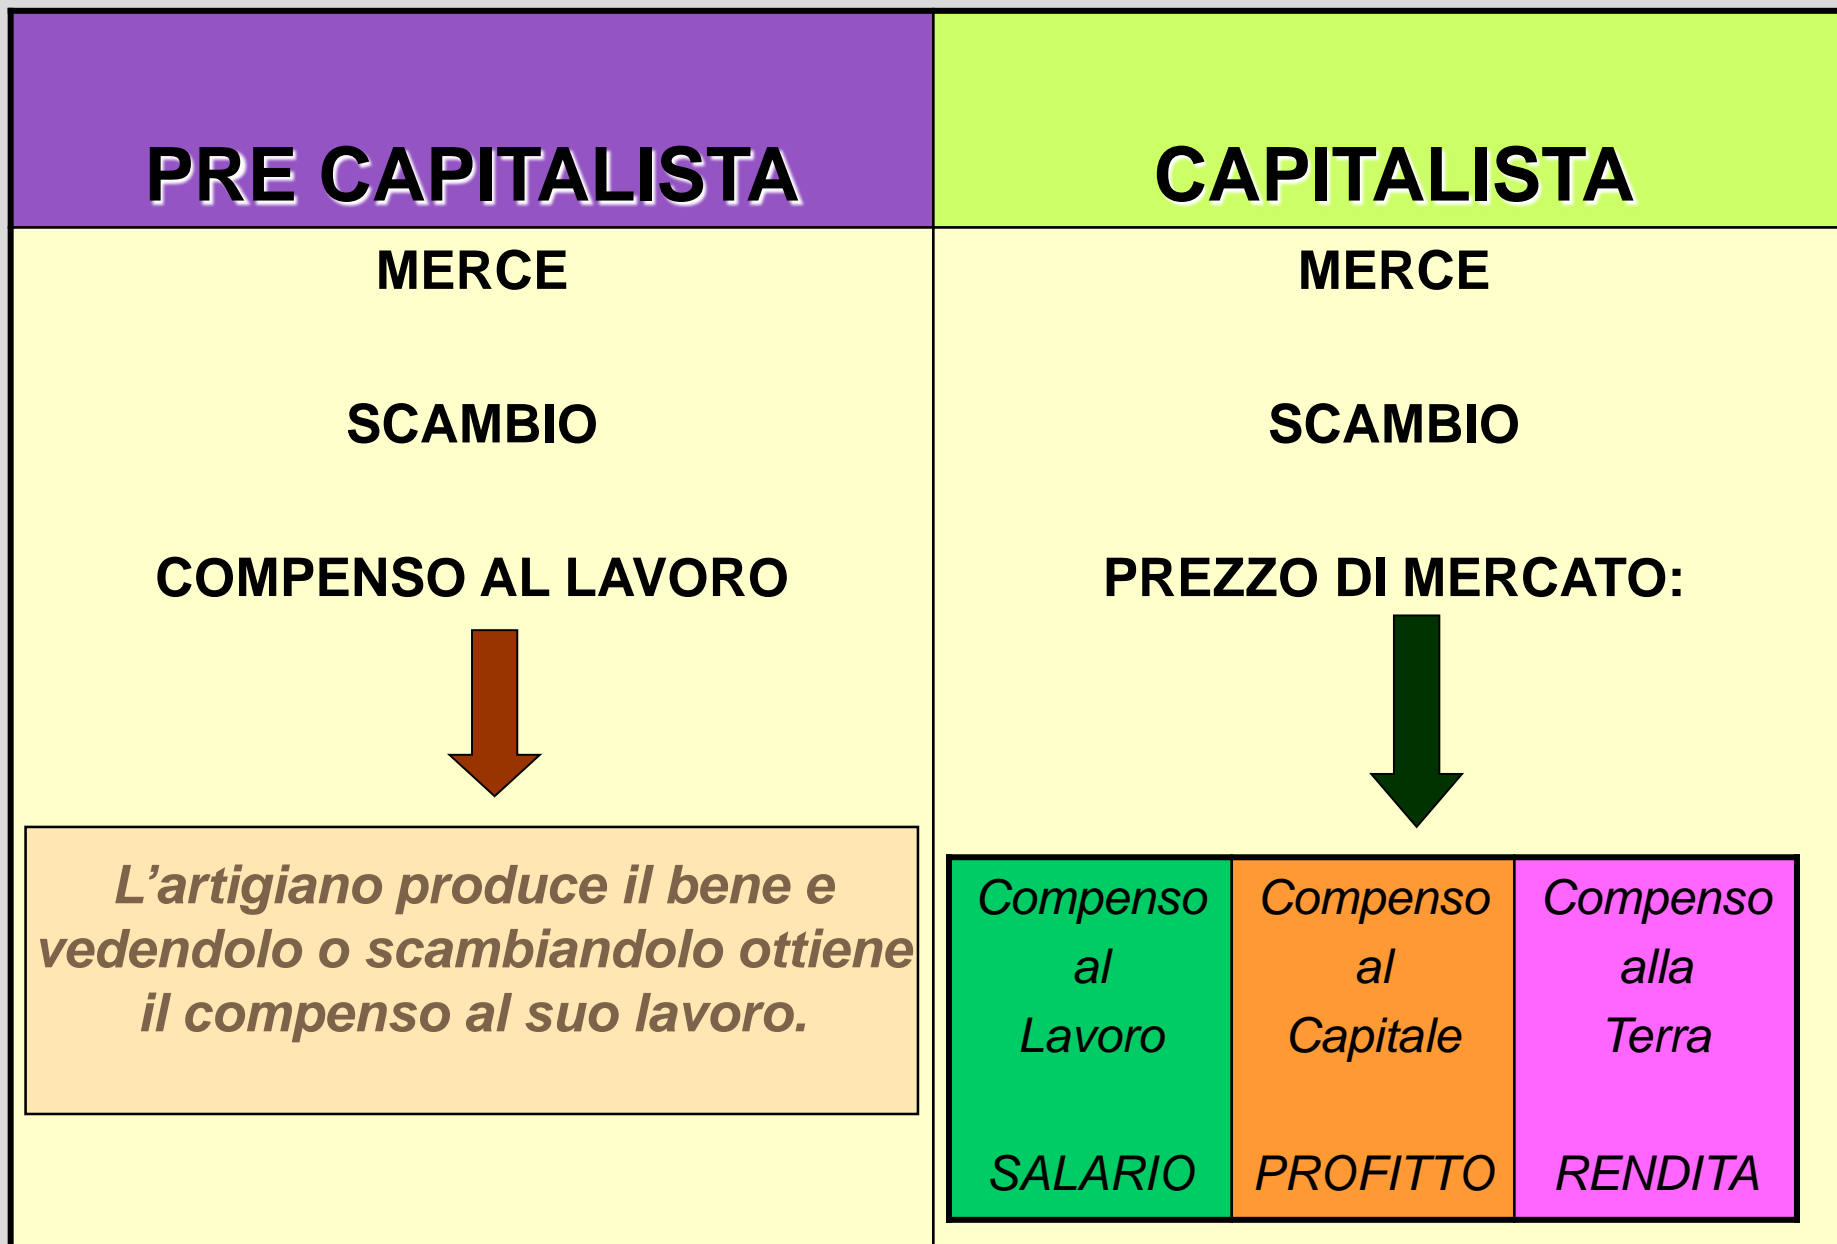 PRE CAPITALISTA
CAPITALISTA
MERCE
SCAMBIO
COMPENSO AL LAVORO
L’artigiano produce il bene e
vedendolo o scambiandolo ottiene
il compenso al suo lavoro.
MERCE
SCAMBIO
PREZZO DI MERCATO:
Compenso
al
Lavoro
SALARIO
Compenso
al
Capitale
PROFITTO
Compenso
alla
Terra
RENDITA